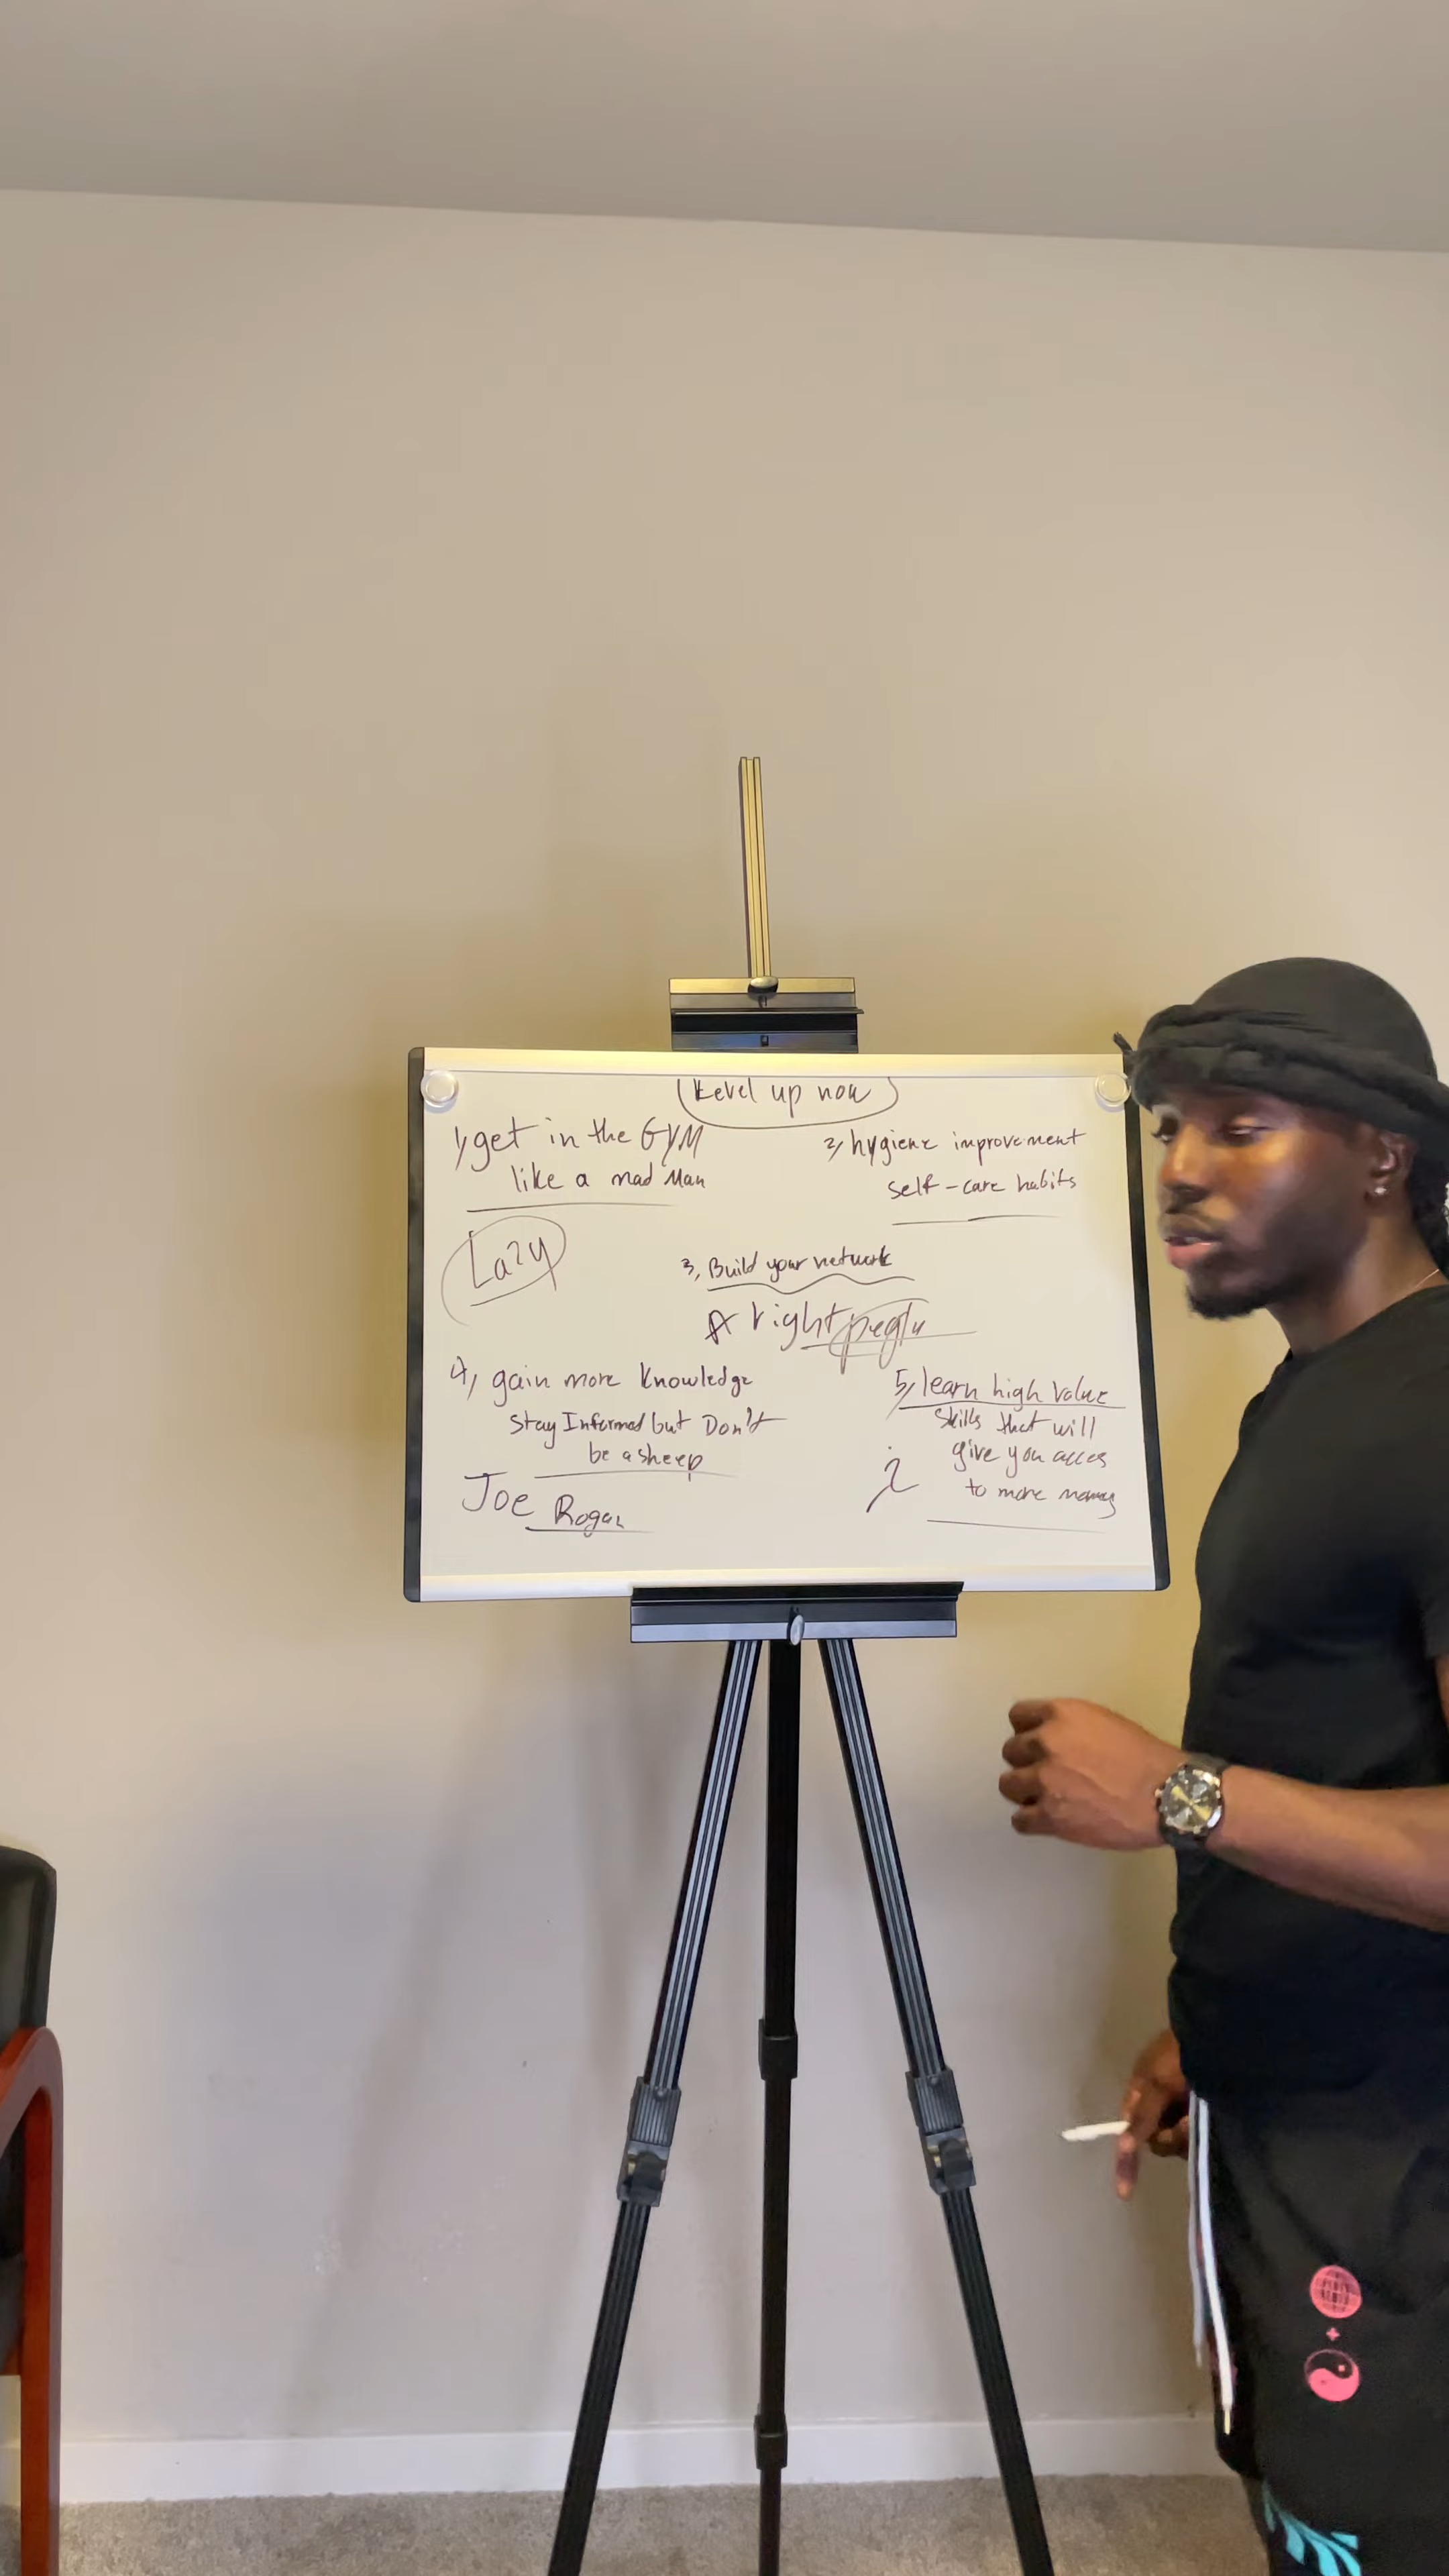 Level up now
1, get in the GYM
like a mad Man
2, hygiene improvement
self-care habits
Lazy
3, Build your network
right people
4, gain more Knowledge
Stay Informed but Don't
be a sheep
Joe Rogan
5, learn high value
Skills that will
give you acces
to more money